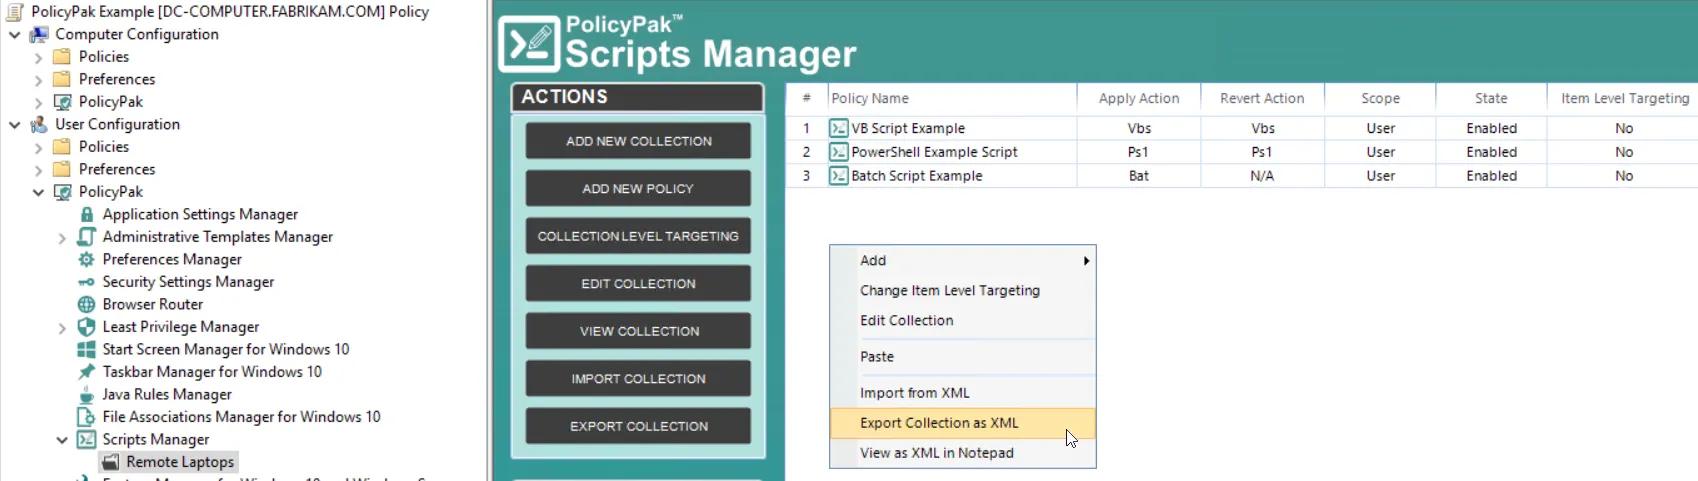 PolicyPak Example [DC-COMPUTER.FABRIKAM.COM] Policy
Computer Configuration
Policies
Preferences
PolicyPak
User Configuration
Policies
Preferences
PolicyPak
Application Settings Manager
Administrative Templates Manager
Preferences Manager
Security Settings Manager
Browser Router
Least Privilege Manager
Start Screen Manager for Windows 10
Taskbar Manager for Windows 10
Java Rules Manager
File Associations Manager for Windows 10
Scripts Manager
Remote Laptops
PolicyPak™
Scripts Manager
ACTIONS
ADD NEW COLLECTION
ADD NEW POLICY
COLLECTION LEVEL TARGETING
EDIT COLLECTION
VIEW COLLECTION
IMPORT COLLECTION
EXPORT COLLECTION
# Policy Name Apply Action Revert Action Scope State Item Level Targeting
1 VB Script Example Vbs Vbs User Enabled No
2 PowerShell Example Script Ps1 Ps1 User Enabled No
3 Batch Script Example Bat N/A User Enabled No
Add
Change Item Level Targeting
Edit Collection
Paste
Import from XML
Export Collection as XML
View as XML in Notepad